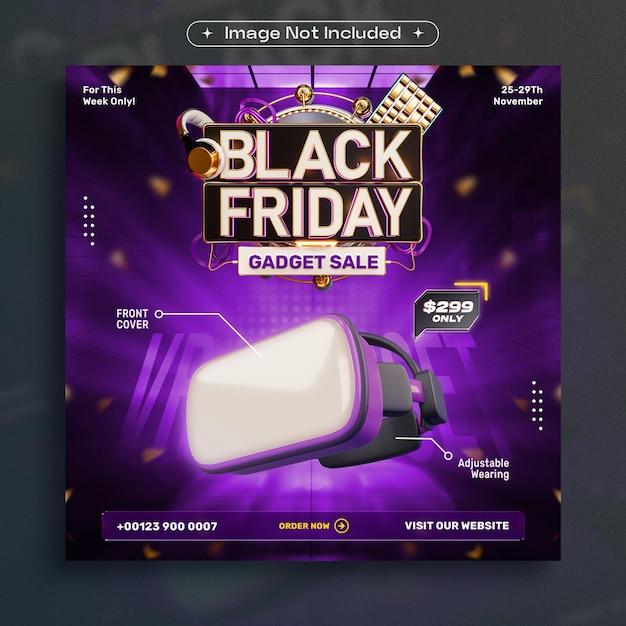 Image Not Included
For This
Week Only!
25-29Th
November
BLACK
FRIDAY
GADGET SALE
$299
ONLY
FRONT
COVER
Adjustable
Wearing
+00123 900 0007
ORDER NOW
VISIT OUR WEBSITE